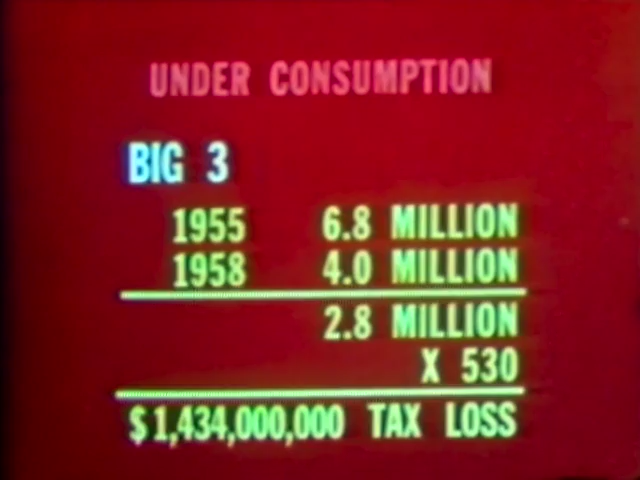 UNDER CONSUMPTION
BIG 3
1955 6.8 MILLION
1958 4.0 MILLION
2.8 MILLION
X 530
$1,434,000,000 TAX LOSS